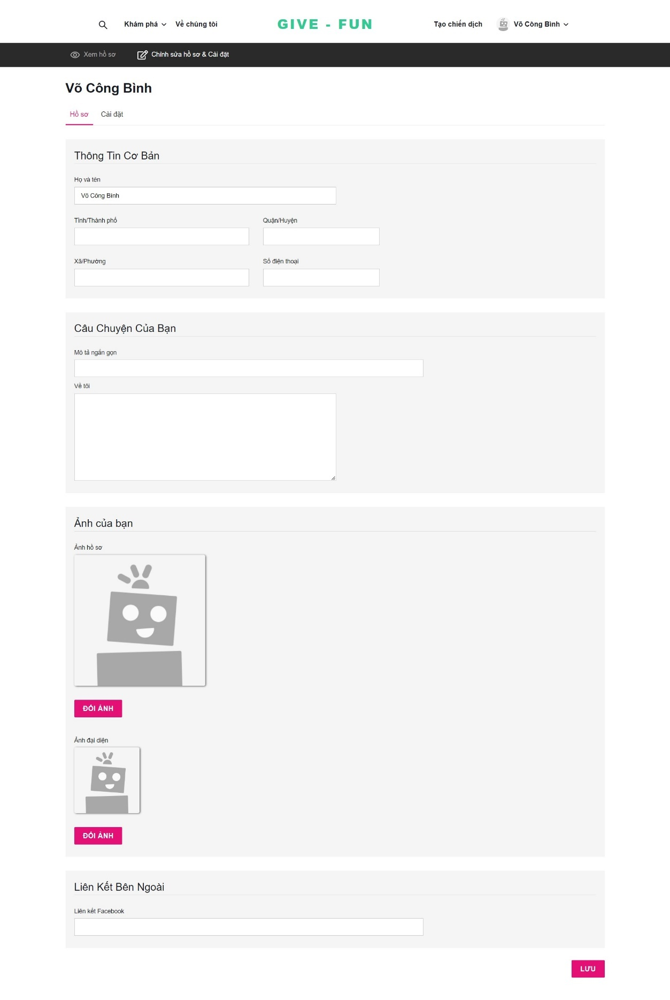 Khám phá
Về chúng tôi
GIVE - FUN
Tạo chiến dịch
Võ Công Bình
Xem hồ sơ
Chỉnh sửa hồ sơ & Cài đặt
Võ Công Bình
Hồ sơ
Cài đặt
Thông Tin Cơ Bản
Họ và tên
Võ Công Bình
Tỉnh/Thành phố
Quận/Huyện
Xã/Phường
Số điện thoại
Câu Chuyện Của Bạn
Mô tả ngắn gọn
Về tôi
Ảnh của bạn
Ảnh hồ sơ
ĐỔI ẢNH
Ảnh đại diện
ĐỔI ẢNH
Liên Kết Bên Ngoài
Liên kết Facebook
LƯU